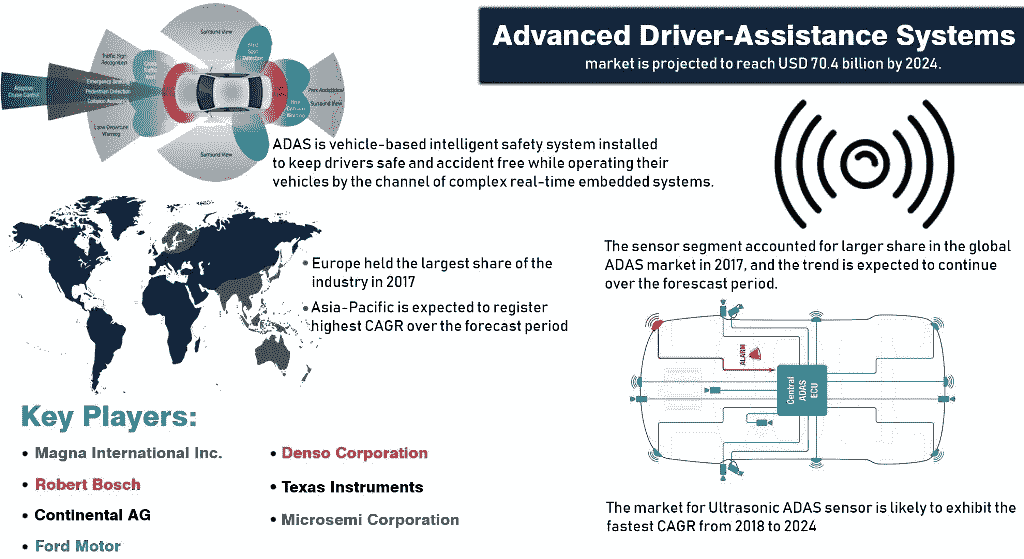 Advanced Driver-Assistance Systems
market is projected to reach USD 70.4 billion by 2024.
Surround View
Blind
Spot
Detection
Traffic Sign
Recognition
Cross
Traffic
Alert
Emergency Braking
Pedestrian Detection
Collision Avoidance
Adaptive
Cruise Control
Park Assistance/
Surround View
Rear
Collision
Warning
Lane Departure
Warning
Surround View
ADAS is vehicle-based intelligent safety system installed
to keep drivers safe and accident free while operating their
vehicles by the channel of complex real-time embedded systems.
• Europe held the largest share of the
industry in 2017
• Asia-Pacific is expected to register
highest CAGR over the forecast period
The sensor segment accounted for larger share in the global
ADAS market in 2017, and the trend is expected to continue
over the forescast period.
ALARM
Central
ADAS
ECU
The market for Ultrasonic ADAS sensor is likely to exhibit the
fastest CAGR from 2018 to 2024
Key Players:
• Magna International Inc.
• Robert Bosch
• Continental AG
• Ford Motor
• Denso Corporation
• Texas Instruments
• Microsemi Corporation